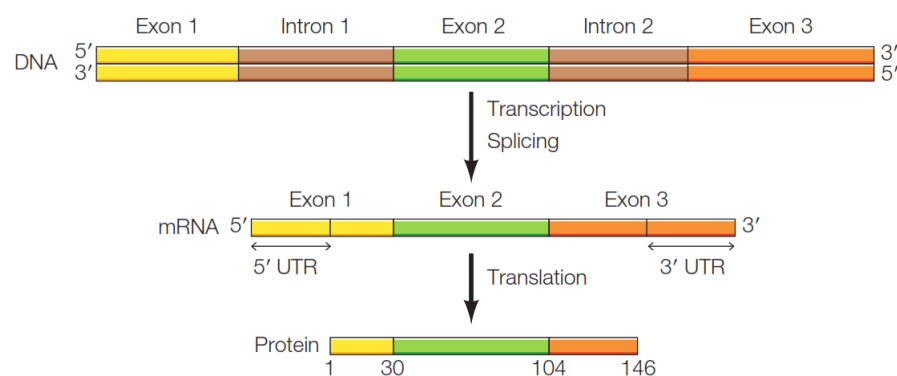 Exon 1 Intron 1 Exon 2 Intron 2 Exon 3
5′ 3′
DNA
3′ 5′
Transcription
Splicing
Exon 1 Exon 2 Exon 3
mRNA 5′ 3′
5′ UTR 3′ UTR
Translation
Protein
1 30 104 146